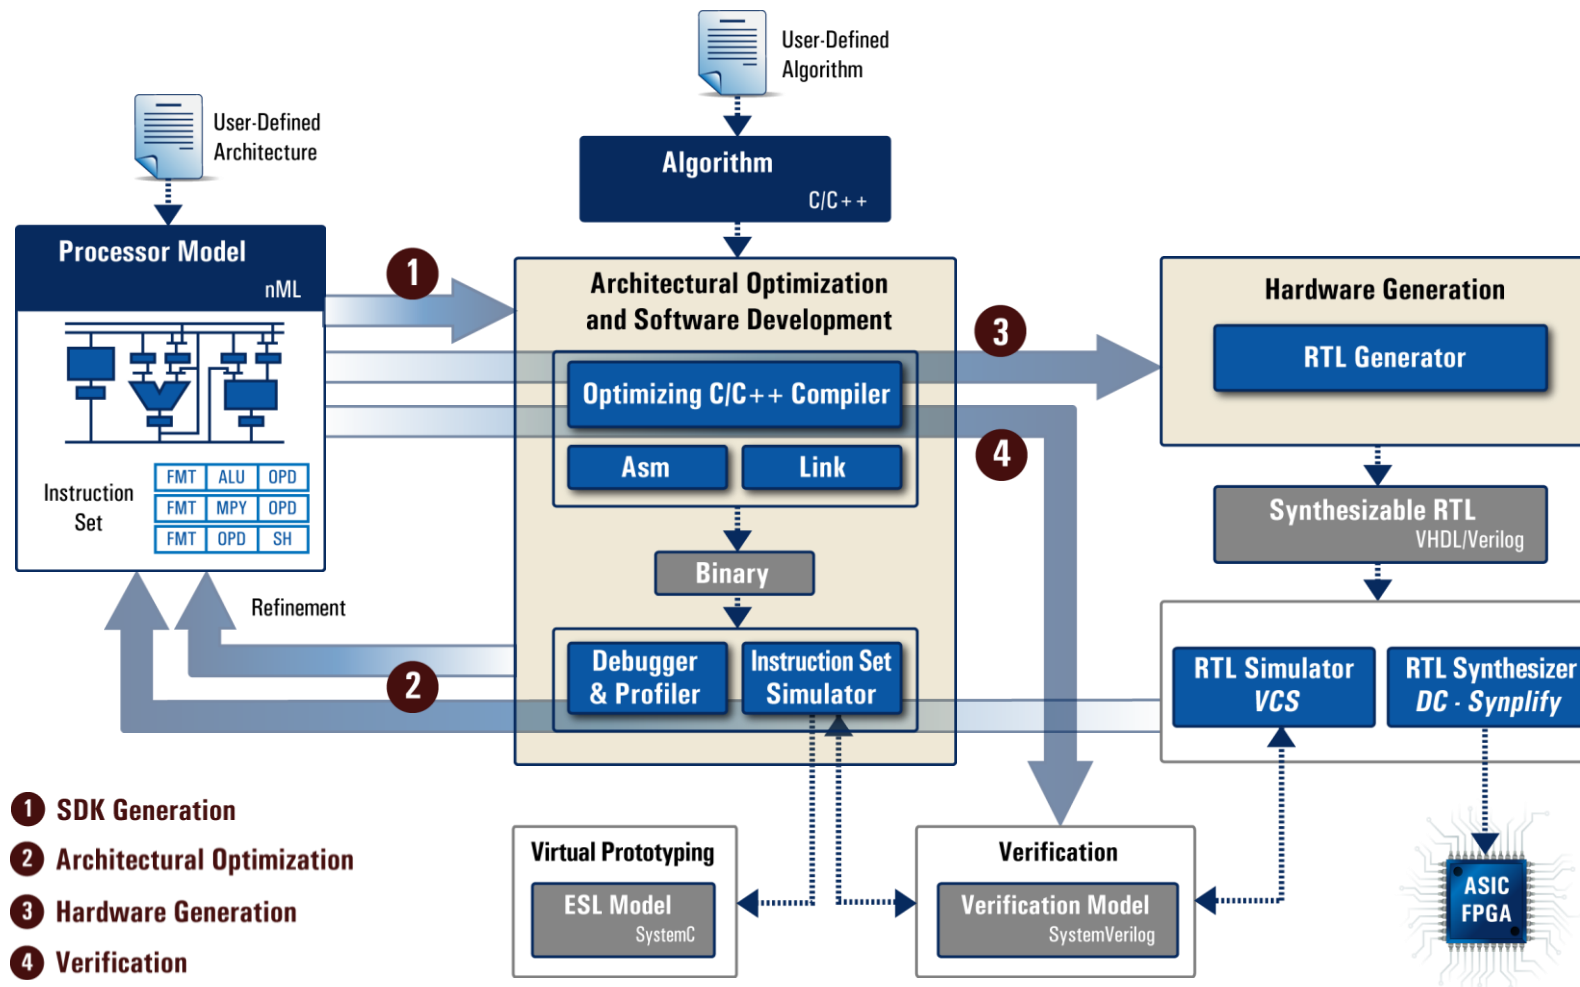 User-Defined
Algorithm
User-Defined
Architecture
Algorithm
C/C++
Processor Model
nML
1
Architectural Optimization
and Software Development
Hardware Generation
3
RTL Generator
Optimizing C/C++ Compiler
4
Asm
Link
Instruction
Set
FMT ALU OPD
FMT MPY OPD
FMT OPD SH
Synthesizable RTL
VHDL/Verilog
Binary
Refinement
2
Debugger
& Profiler
Instruction Set
Simulator
RTL Simulator
VCS
RTL Synthesizer
DC - Synplify
1 SDK Generation
2 Architectural Optimization
3 Hardware Generation
4 Verification
Virtual Prototyping
ESL Model
SystemC
Verification
Verification Model
SystemVerilog
ASIC
FPGA